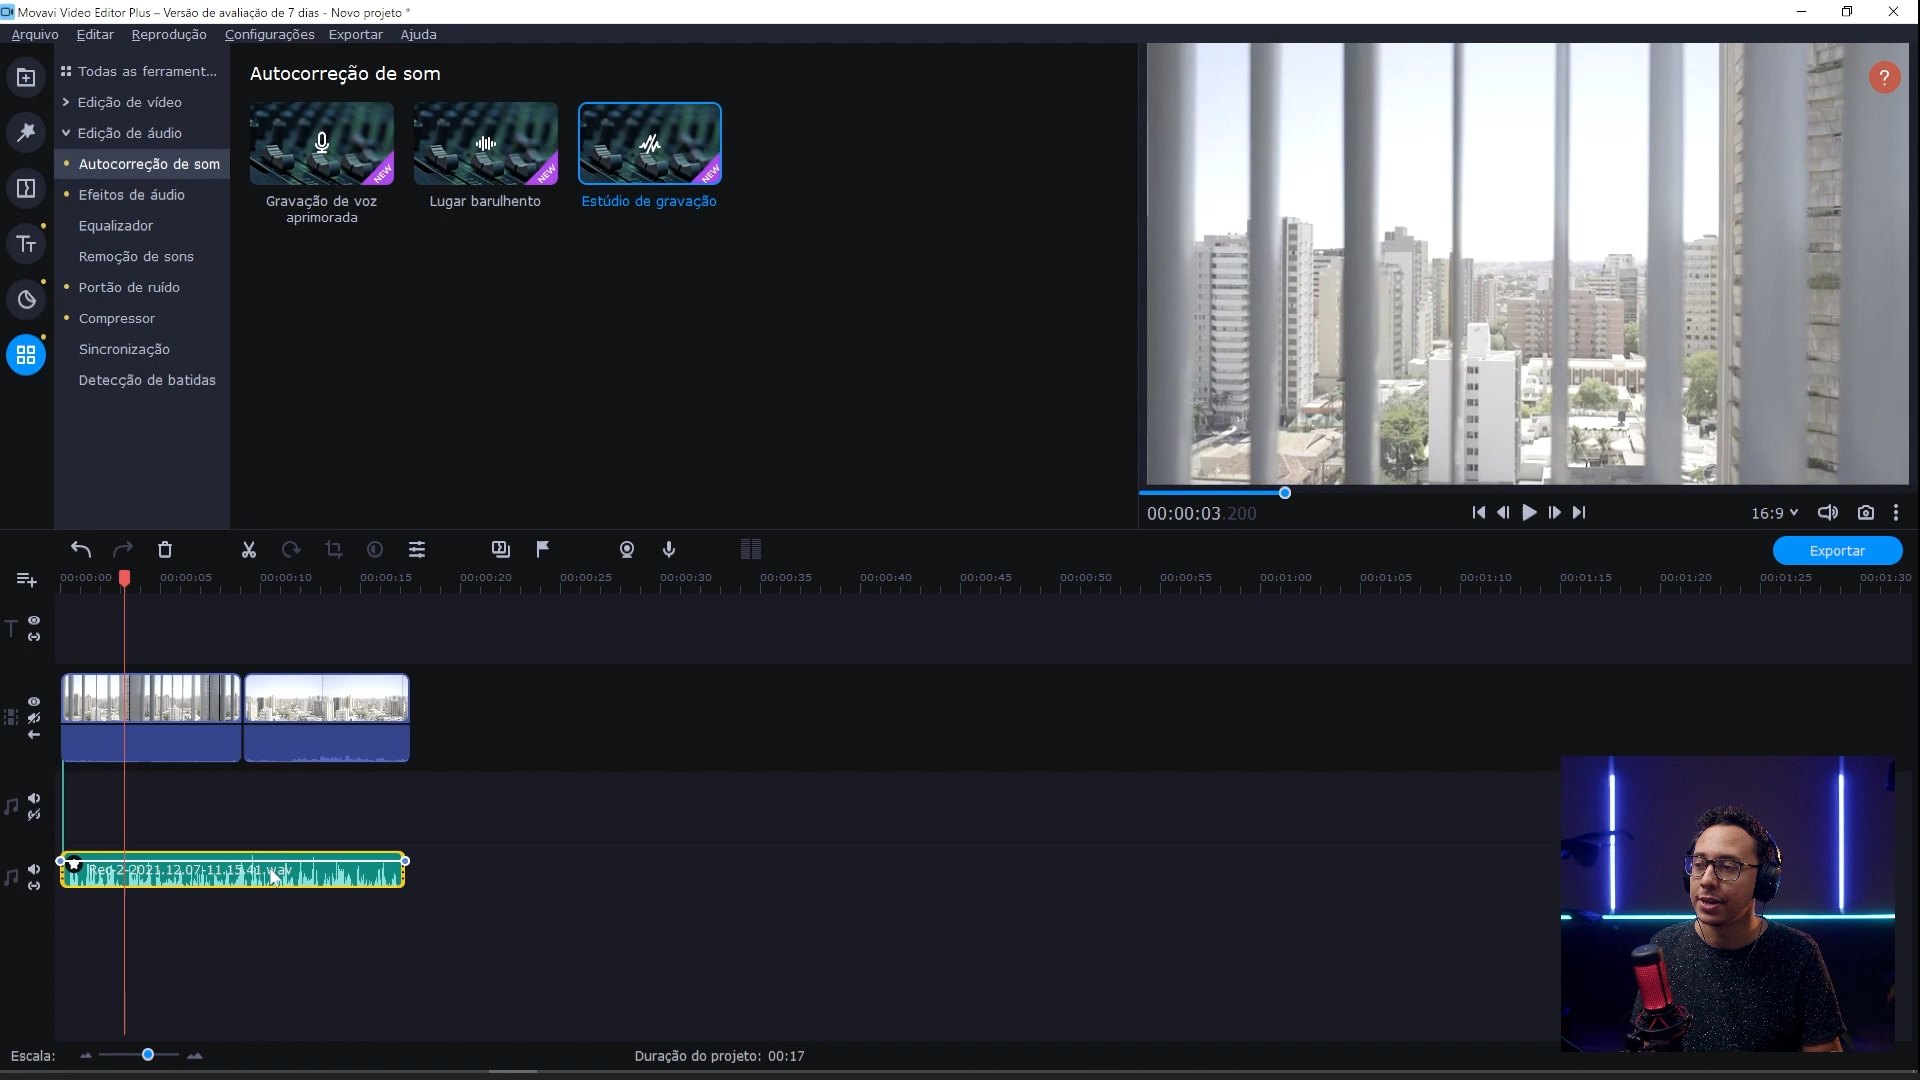 Movavi Video Editor Plus – Versão de avaliação de 7 dias - Novo projeto *
Arquivo Editar Reprodução Configurações Exportar Ajuda
Todas as ferrament...
Edição de vídeo
Edição de áudio
Autocorreção de som
Efeitos de áudio
Equalizador
Remoção de sons
Portão de ruído
Compressor
Sincronização
Detecção de batidas
Autocorreção de som
NEW
NEW
NEW
Gravação de voz
aprimorada
Lugar barulhento
Estúdio de gravação
?
00:00:03.200
16:9
Exportar
00:00:00 00:00:05 00:00:10 00:00:15 00:00:20 00:00:25 00:00:30 00:00:35 00:00:40 00:00:45 00:00:50 00:00:55 00:01:00 00:01:05 00:01:10 00:01:15 00:01:20 00:01:25 00:01:30
Rec-2-2021.12.07-11.15.41.wav
Escala:
Duração do projeto: 00:17